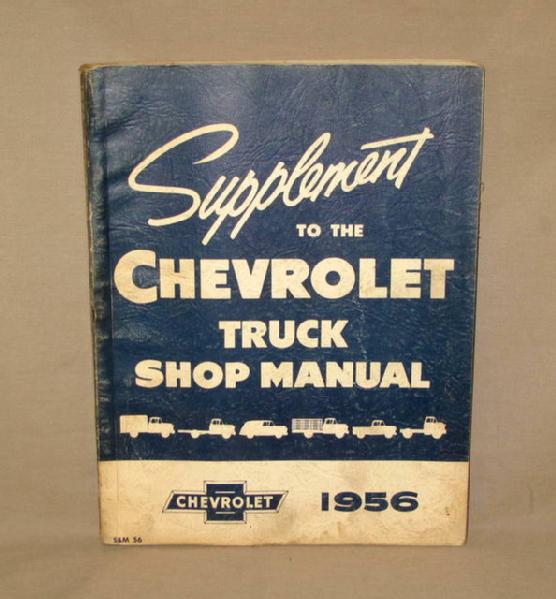 Supplement
TO THE
CHEVROLET
TRUCK
SHOP MANUAL
CHEVROLET
1956
S&M 56